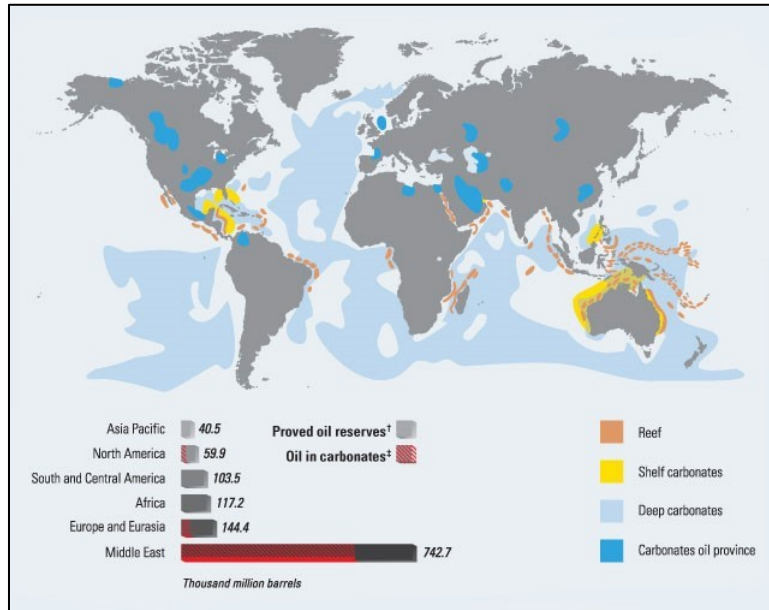 Asia Pacific 40.5
North America 59.9
South and Central America 103.5
Africa 117.2
Europe and Eurasia 144.4
Middle East 742.7
Thousand million barrels
Proved oil reserves†
Oil in carbonates‡
Reef
Shelf carbonates
Deep carbonates
Carbonates oil province